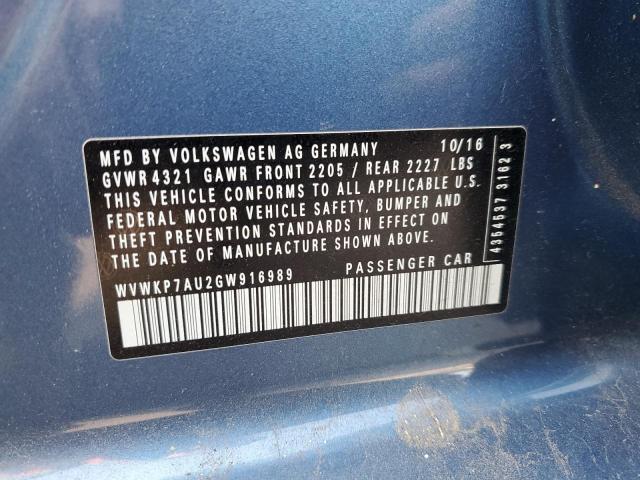 MFD BY VOLKSWAGEN AG GERMANY 10/16
GVWR 4321 GAWR FRONT 2205 / REAR 2227 LBS
THIS VEHICLE CONFORMS TO ALL APPLICABLE U.S.
FEDERAL MOTOR VEHICLE SAFETY, BUMPER AND
THEFT PREVENTION STANDARDS IN EFFECT ON
THE DATE OF MANUFACTURE SHOWN ABOVE.
WVWKP7AU2GW916989 PASSENGER CAR
4354537 3162 3